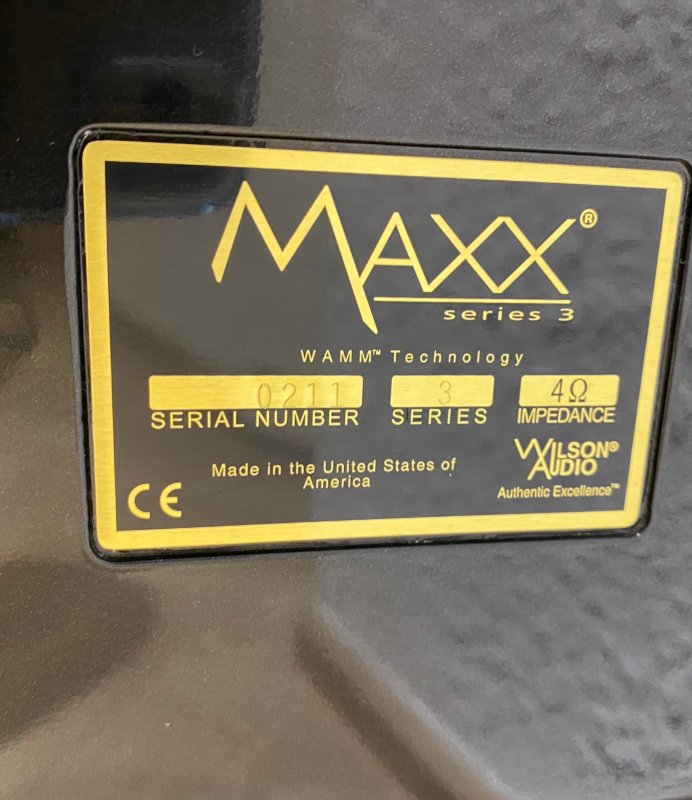 MAXX®
series 3
WAMM™ Technology
0211 3 4Ω
SERIAL NUMBER SERIES IMPEDANCE
Made in the United States of
America
WILSON®
AUDIO
Authentic Excellence™
CE